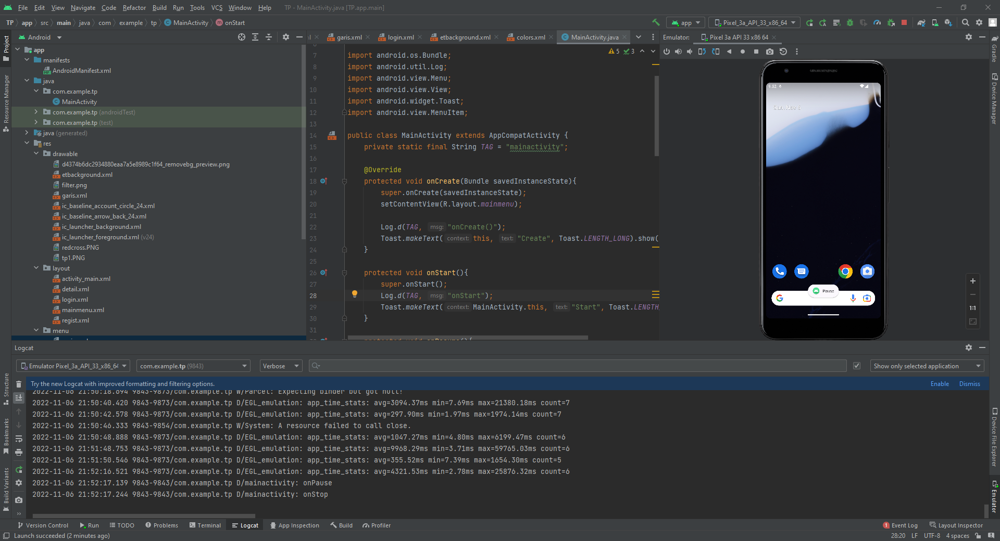 File Edit View Navigate Code Refactor Build Run Tools VCS Window Help TP - MainActivity.java [TP.app.main]
TP app src main java com example tp MainActivity onStart app Pixel_3a_API_33_x86_64
Android garis.xml login.xml etbackground.xml colors.xml MainActivity.java Emulator: Pixel 3a API 33 x86 64
Project
Resource Manager
Structure
Bookmarks
Build Variants
app
manifests
AndroidManifest.xml
java
com.example.tp
MainActivity
com.example.tp (androidTest)
com.example.tp (test)
java (generated)
res
drawable
d4374b6dc2934880eaa7a5e8989c1f64_removebg_preview.png
etbackground.xml
filter.png
garis.xml
ic_baseline_account_circle_24.xml
ic_baseline_arrow_back_24.xml
ic_launcher_background.xml
ic_launcher_foreground.xml (v24)
redcross.PNG
tp1.PNG
layout
activity_main.xml
detail.xml
login.xml
mainmenu.xml
regist.xml
menu
5 3
7 import android.os.Bundle;
8 import android.util.Log;
9 import android.view.Menu;
10 import android.view.View;
11 import android.widget.Toast;
12 import android.view.MenuItem;
13
14 public class MainActivity extends AppCompatActivity {
15 private static final String TAG = "mainactivity";
16
17 @Override
18 protected void onCreate(Bundle savedInstanceState){
19 super.onCreate(savedInstanceState);
20 setContentView(R.layout.mainmenu);
21
22 Log.d(TAG, msg: "onCreate()");
23 Toast.makeText( context: this, text: "Create", Toast.LENGTH_LONG).show(
24 }
25
26 protected void onStart(){
27 super.onStart();
28 Log.d(TAG, msg: "onStart");
29 Toast.makeText( context: MainActivity.this, text: "Start", Toast.LENGTH_
30 }
31
protected void onResume(){
9:52
Sun, Nov 6
Pause
1:1
Gradle
Device Manager
Device File Explorer
Emulator
Logcat
Emulator Pixel_3a_API_33_x86_64 com.example.tp (9843) Verbose Show only selected application
Try the new Logcat with improved formatting and filtering options. Enable Dismiss
2022-11-06 21:50:18.694 9843-9843/com.example.tp W/Parcel: Expecting binder but got null!
2022-11-06 21:50:40.420 9843-9873/com.example.tp D/EGL_emulation: app_time_stats: avg=3094.37ms min=7.69ms max=21380.18ms count=7
2022-11-06 21:50:42.578 9843-9873/com.example.tp D/EGL_emulation: app_time_stats: avg=297.90ms min=1.97ms max=1974.14ms count=7
2022-11-06 21:50:46.333 9843-9854/com.example.tp W/System: A resource failed to call close.
2022-11-06 21:50:48.888 9843-9873/com.example.tp D/EGL_emulation: app_time_stats: avg=1047.27ms min=4.80ms max=6199.47ms count=6
2022-11-06 21:51:48.753 9843-9873/com.example.tp D/EGL_emulation: app_time_stats: avg=9968.29ms min=3.71ms max=59765.03ms count=6
2022-11-06 21:51:50.546 9843-9873/com.example.tp D/EGL_emulation: app_time_stats: avg=355.52ms min=7.39ms max=1654.30ms count=5
2022-11-06 21:52:16.521 9843-9873/com.example.tp D/EGL_emulation: app_time_stats: avg=4321.53ms min=2.78ms max=25876.32ms count=6
2022-11-06 21:52:17.139 9843-9843/com.example.tp D/mainactivity: onPause
2022-11-06 21:52:17.244 9843-9843/com.example.tp D/mainactivity: onStop
Version Control Run TODO Problems Terminal Logcat App Inspection Build Profiler 1 Event Log Layout Inspector
Launch succeeded (2 minutes ago) 28:20 LF UTF-8 4 spaces